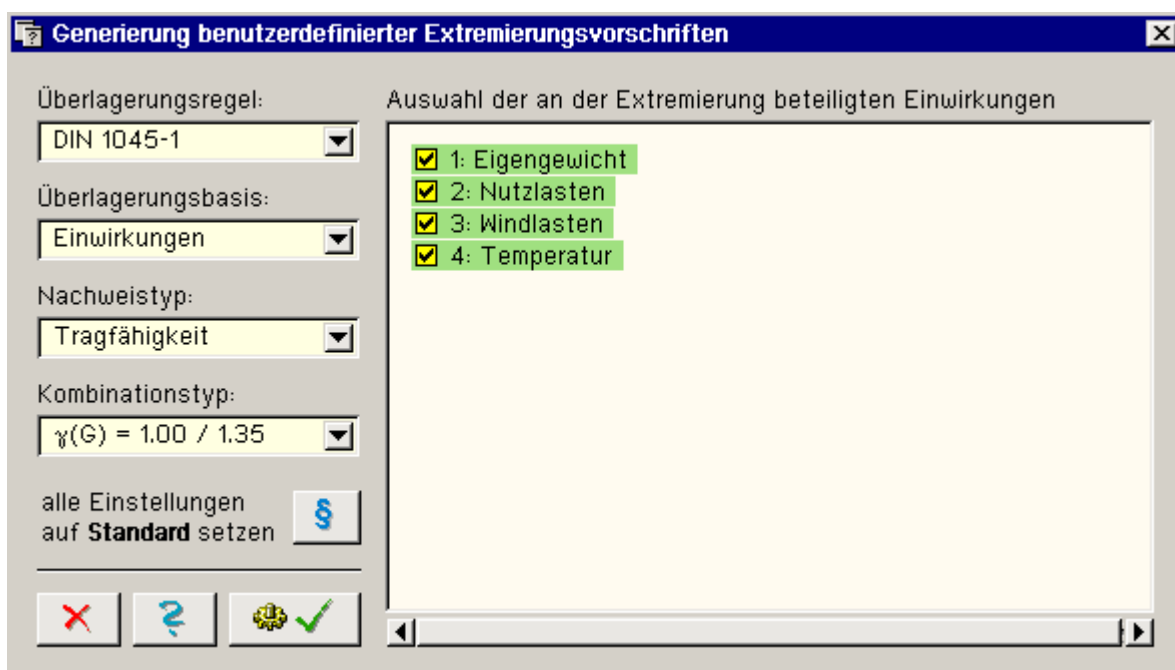 Generierung benutzerdefinierter Extremierungsvorschriften
Überlagerungsregel:
DIN 1045-1
Überlagerungsbasis:
Einwirkungen
Nachweistyp:
Tragfähigkeit
Kombinationstyp:
γ(G) = 1.00 / 1.35
alle Einstellungen
auf Standard setzen
§
Auswahl der an der Extremierung beteiligten Einwirkungen
1: Eigengewicht
2: Nutzlasten
3: Windlasten
4: Temperatur